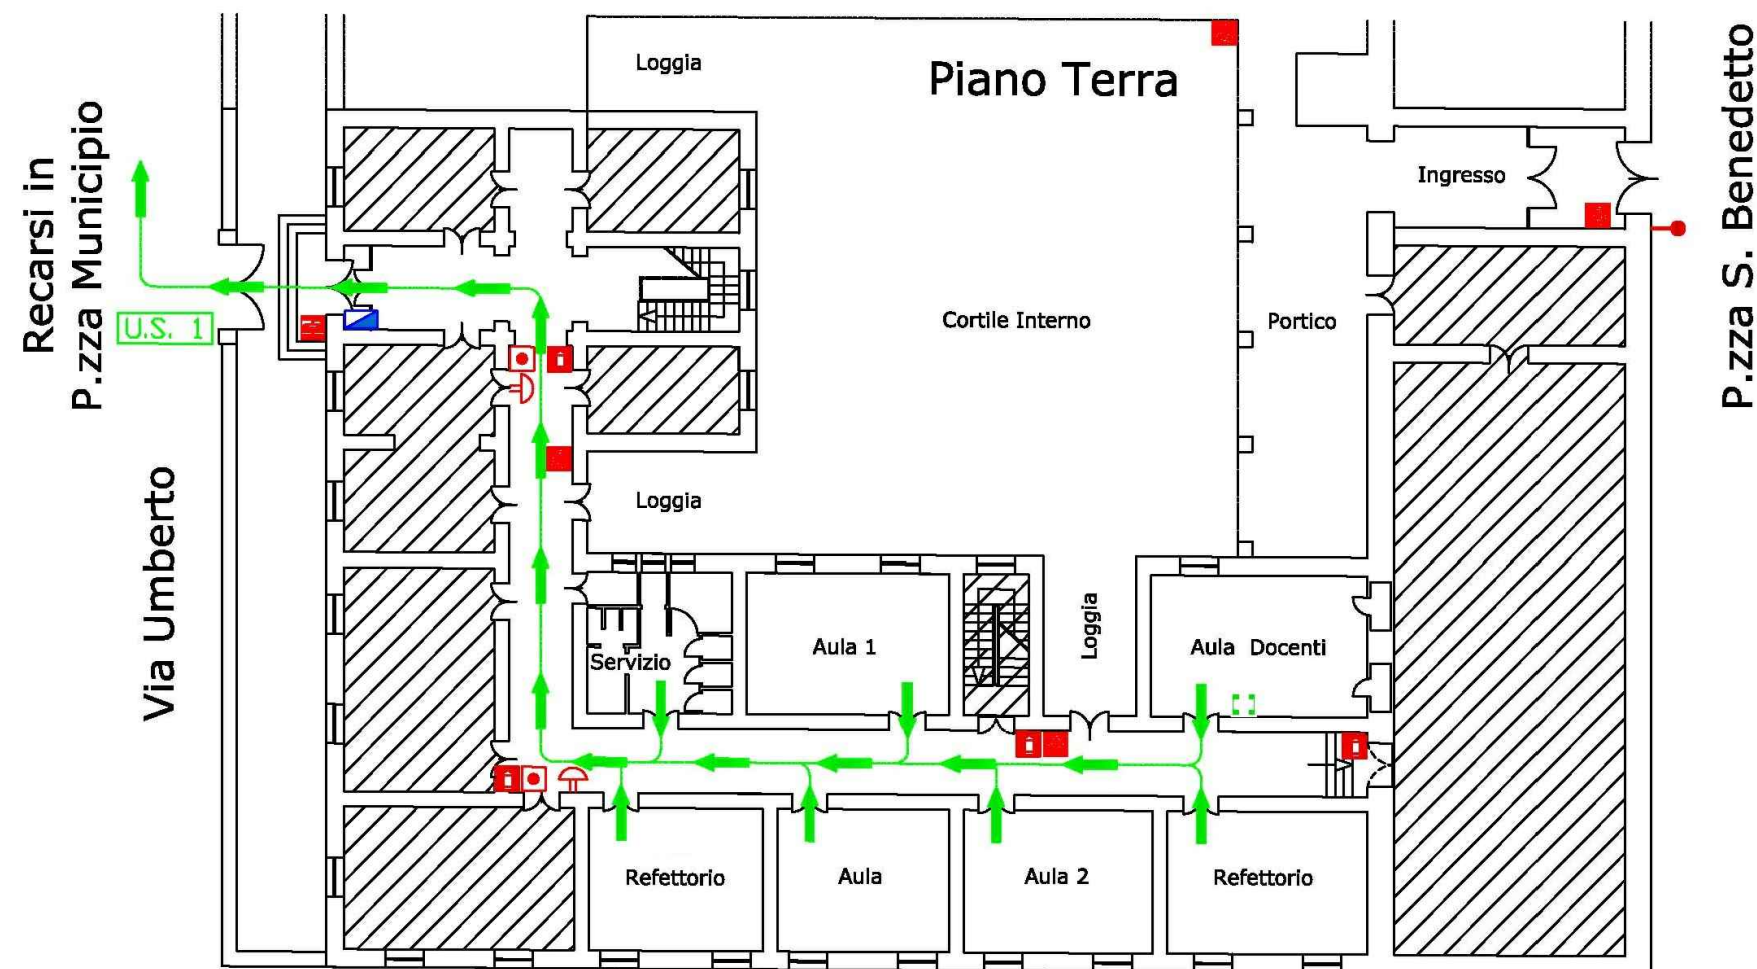 Recarsi in
P.zza Municipio
Via Umberto
U.S. 1
Loggia
Piano Terra
Ingresso
P.zza S. Benedetto
Cortile Interno
Portico
Loggia
Servizio
Aula 1
Loggia
Aula Docenti
Refettorio
Aula
Aula 2
Refettorio